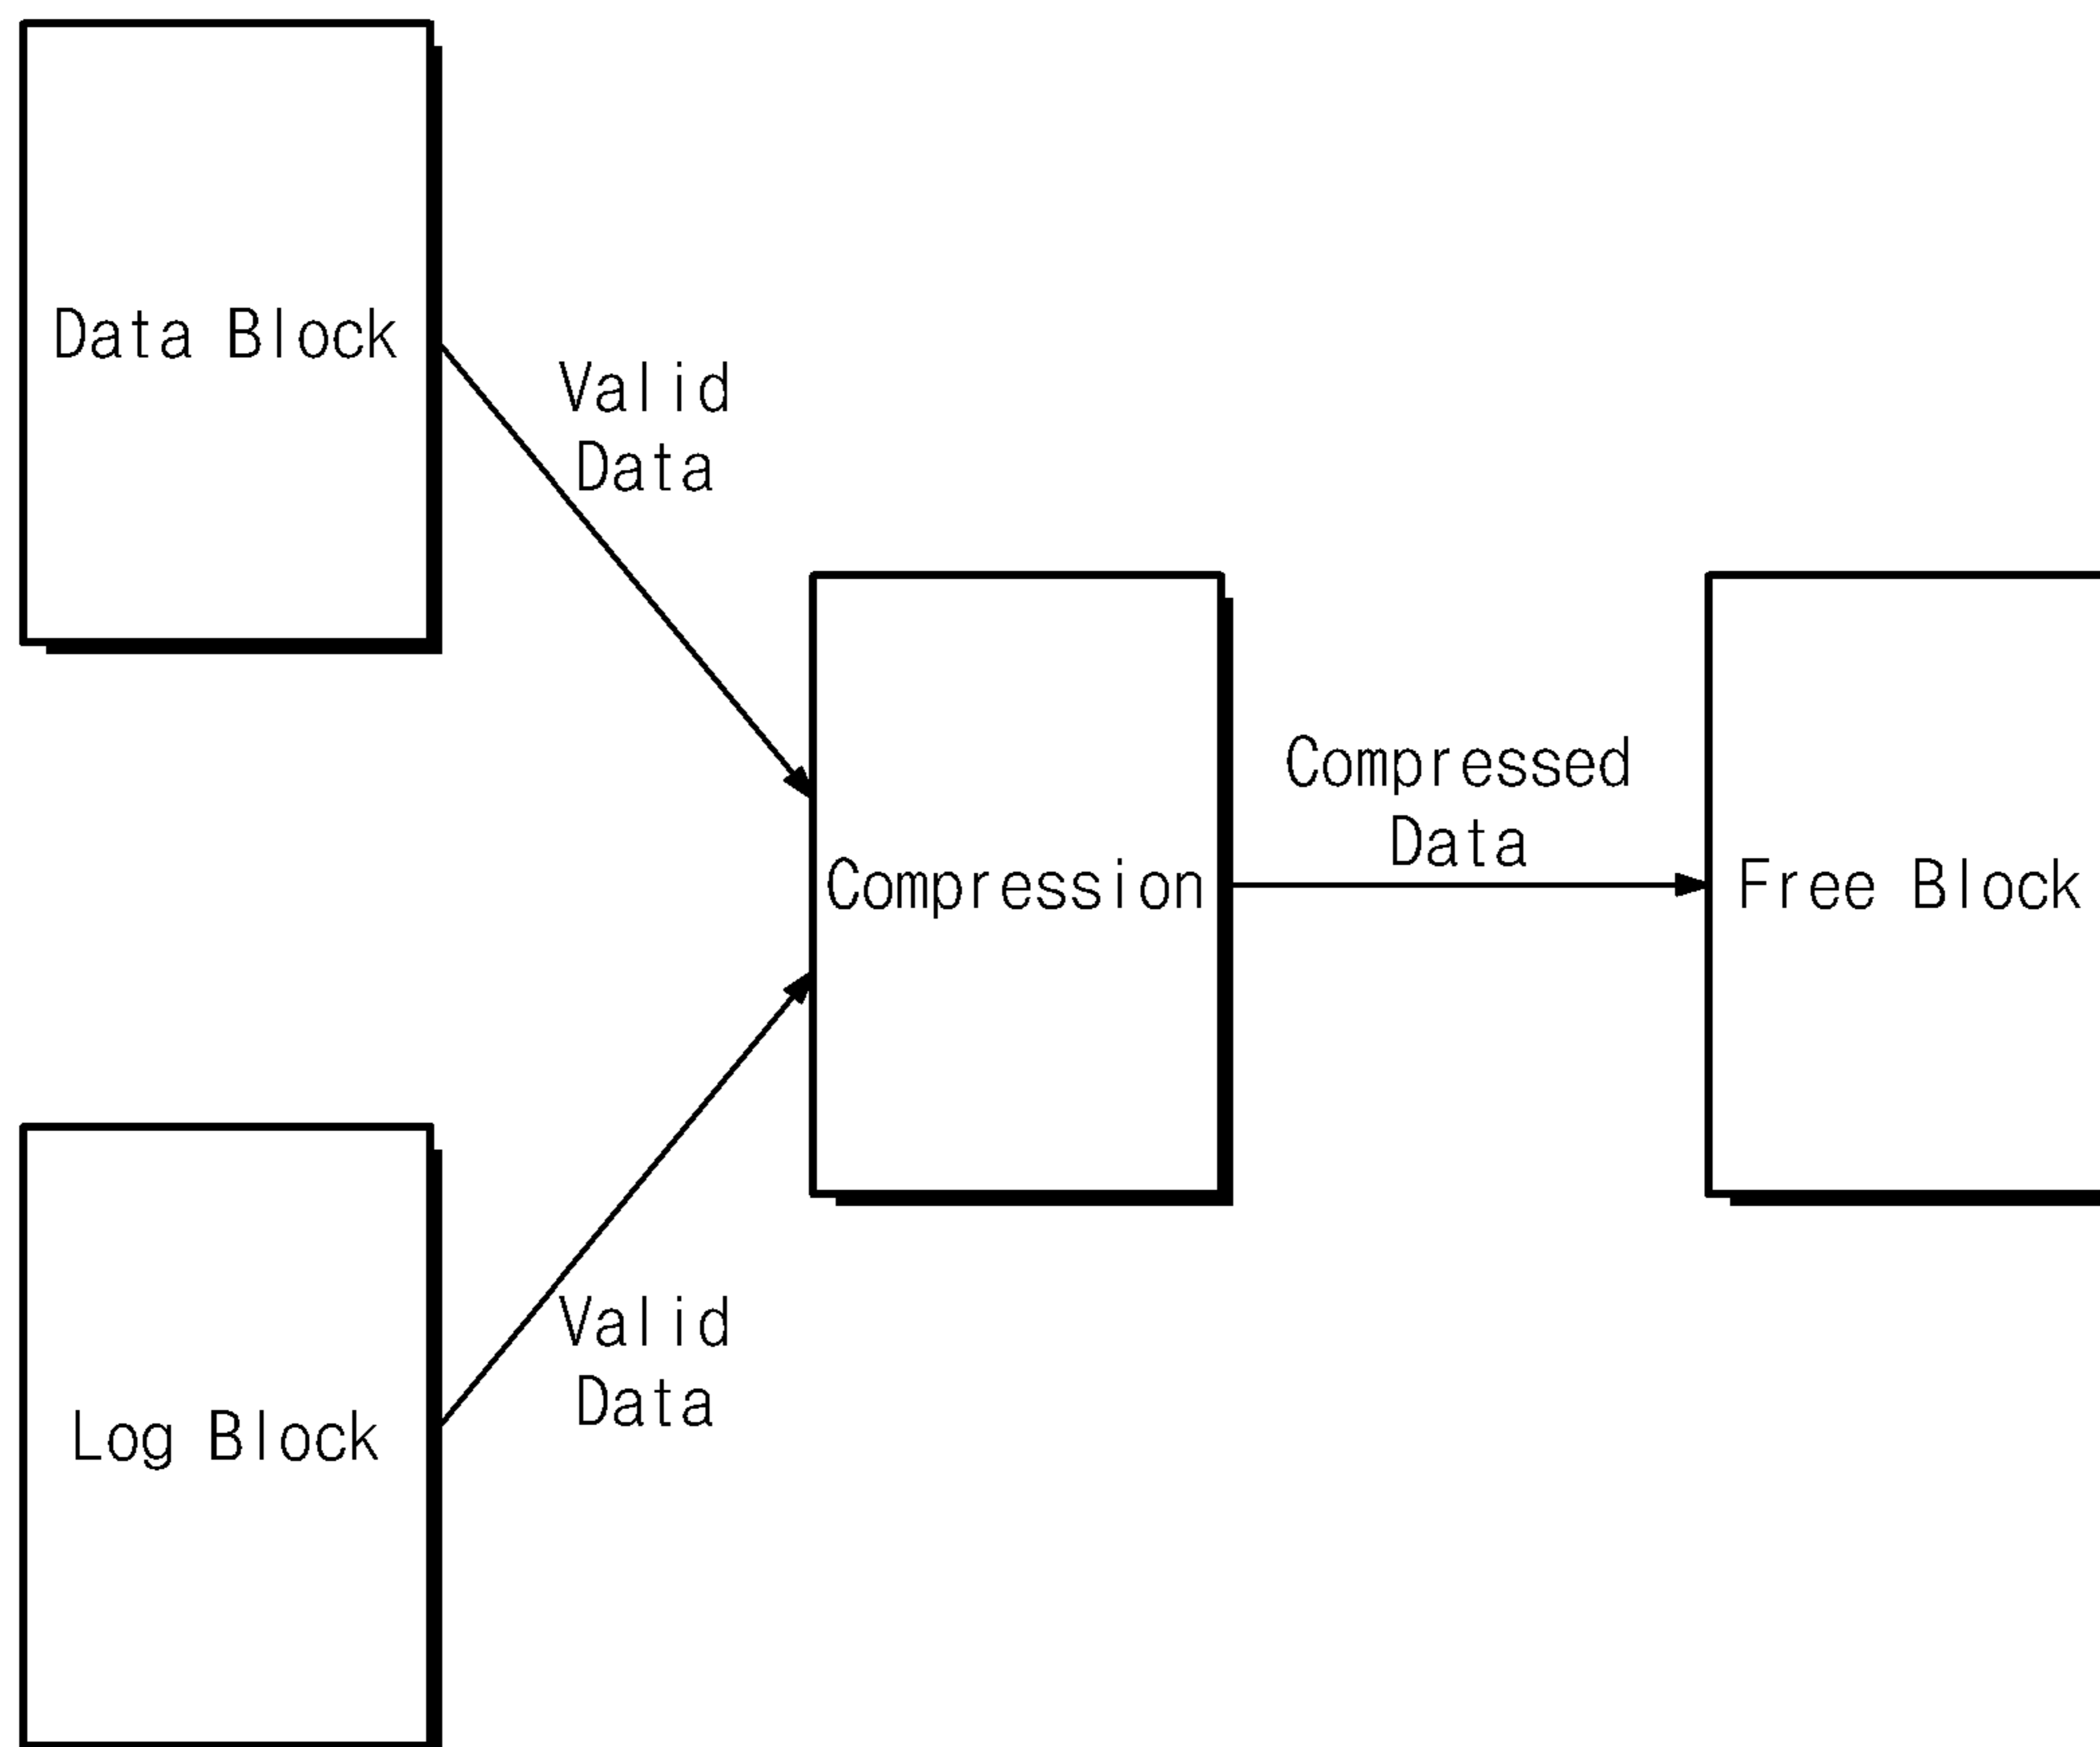 Data Block
Valid
Data
Compression
Compressed
Data
Free Block
Valid
Data
Log Block